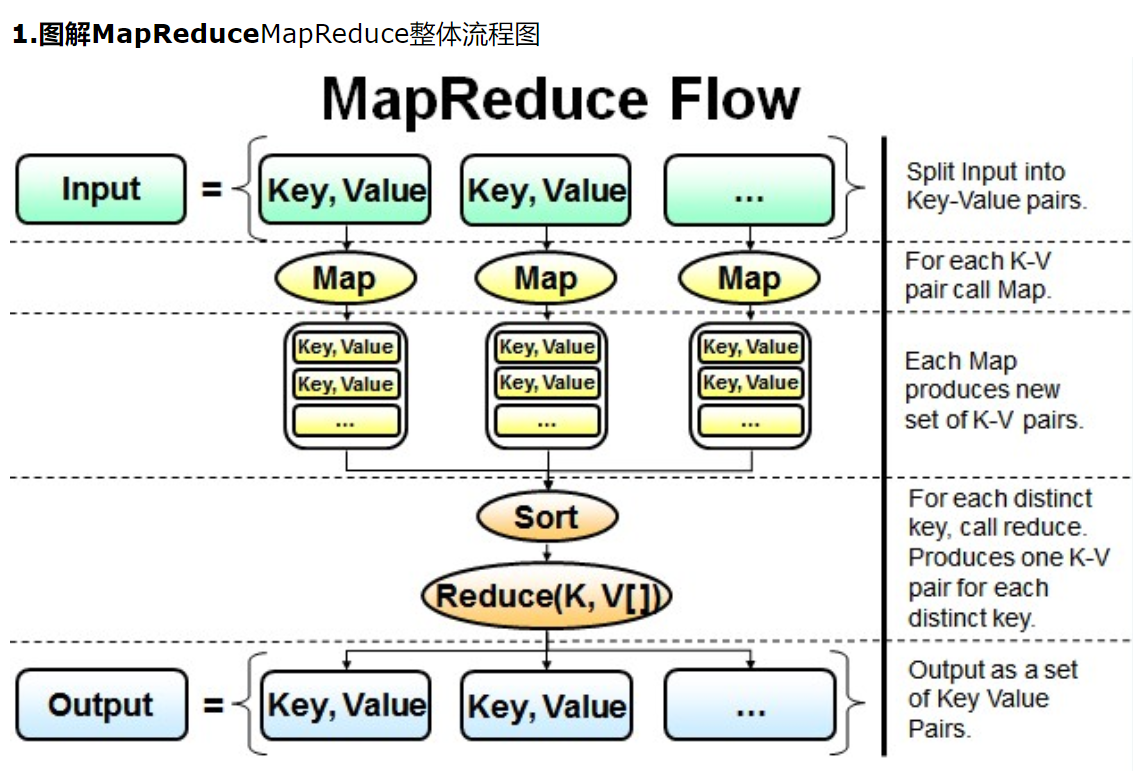 1.图解MapReduceMapReduce整体流程图
MapReduce Flow
Input
=
Key, Value
Key, Value
...
Split Input into
Key-Value pairs.
Map
Map
Map
For each K-V
pair call Map.
Key, Value
Key, Value
...
Key, Value
Key, Value
...
Key, Value
Key, Value
...
Each Map
produces new
set of K-V pairs.
Sort
Reduce(K, V[])
For each distinct
key, call reduce.
Produces one K-V
pair for each
distinct key.
Output
=
Key, Value
Key, Value
...
Output as a set
of Key Value
Pairs.